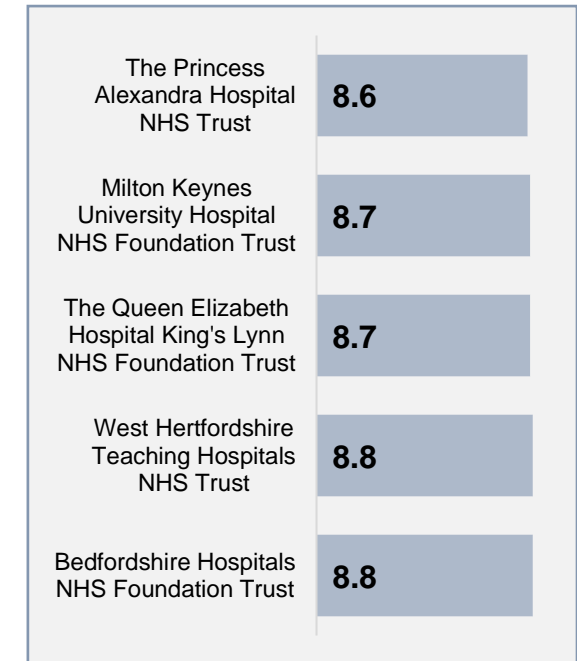 The Princess
Alexandra Hospital
NHS Trust
8.6
Milton Keynes
University Hospital
NHS Foundation Trust
8.7
The Queen Elizabeth
Hospital King's Lynn
NHS Foundation Trust
8.7
West Hertfordshire
Teaching Hospitals
NHS Trust
8.8
Bedfordshire Hospitals
NHS Foundation Trust
8.8